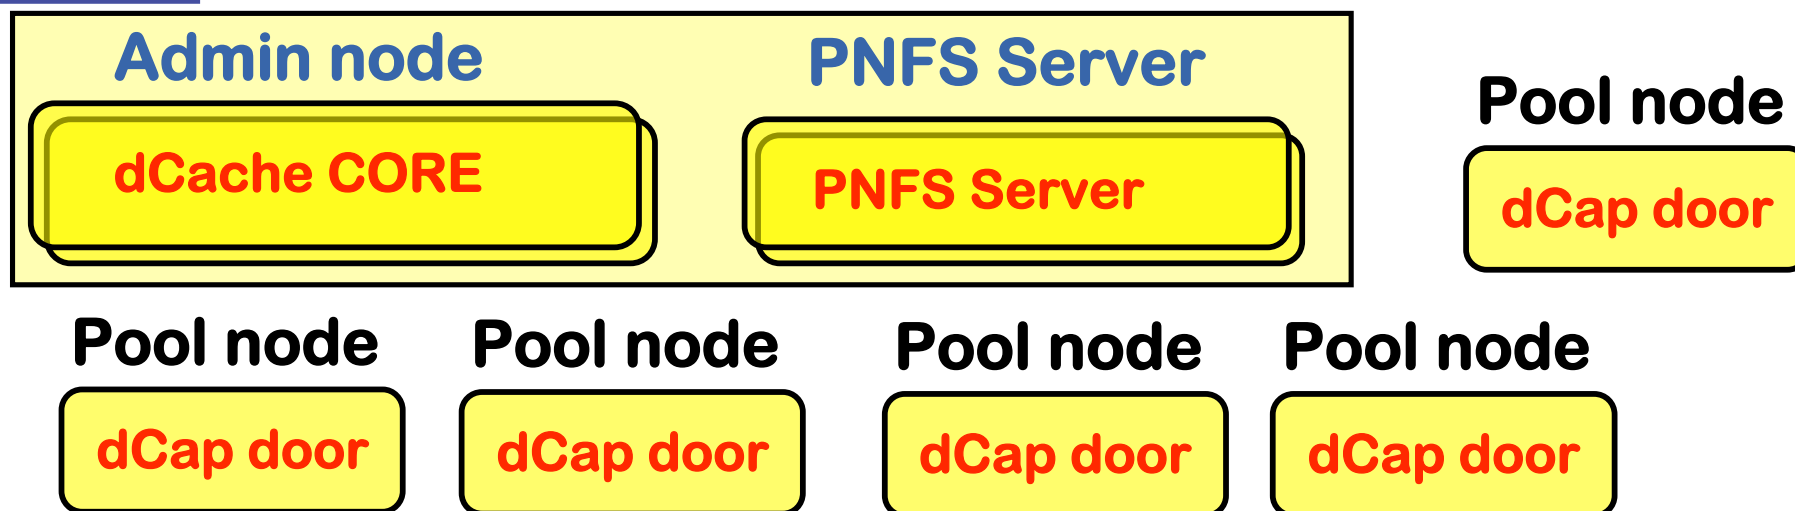 Admin node
PNFS Server
dCache CORE
PNFS Server
Pool node
dCap door
Pool node
Pool node
Pool node
Pool node
dCap door
dCap door
dCap door
dCap door